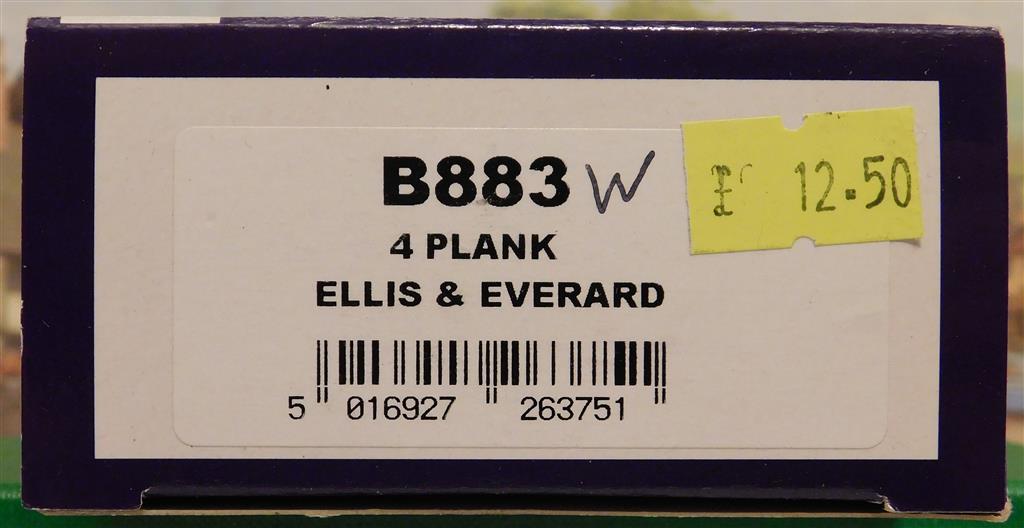 B883 W
£ 12.50
4 PLANK
ELLIS & EVERARD
5 016927 263751